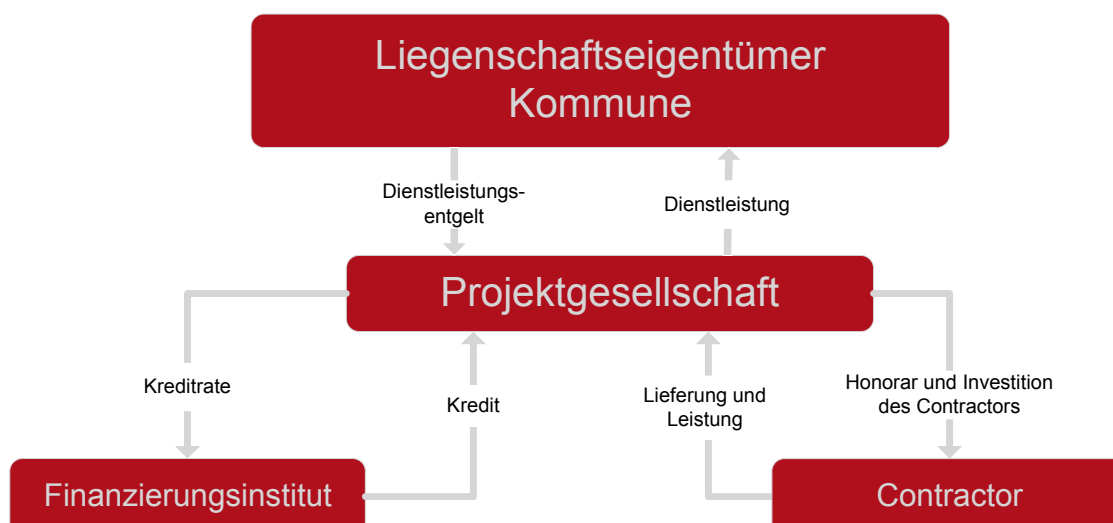 Liegenschaftseigentümer
Kommune
Dienstleistungs-
entgelt
Dienstleistung
Projektgesellschaft
Kreditrate
Kredit
Lieferung und
Leistung
Honorar und Investition
des Contractors
Finanzierungsinstitut
Contractor